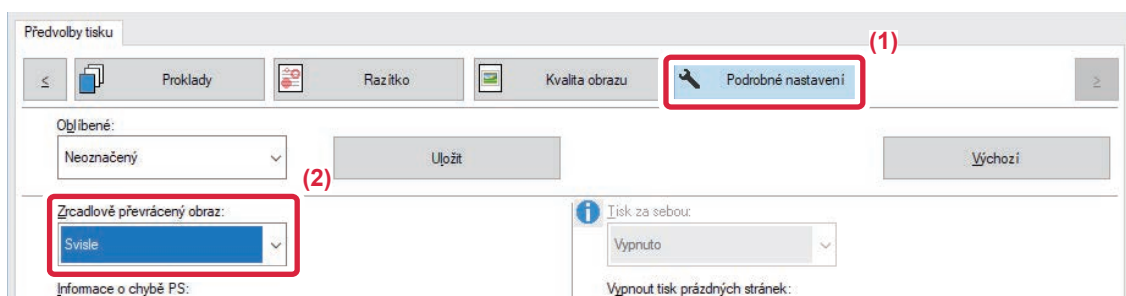 Předvolby tisku
(1)
< Proklady Razítko Kvalita obrazu Podrobné nastavení >
Oblíbené:
Neoznačený Uložit Výchozí
(2)
Zrcadlově převrácený obraz: Tisk za sebou:
Svisle Vypnuto
Informace o chybě PS: Vypnout tisk prázdných stránek: